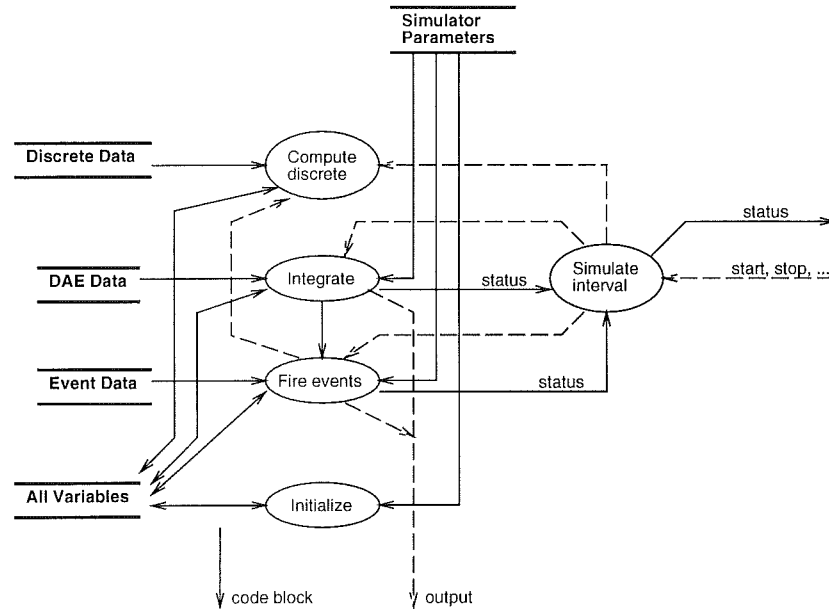 Simulator
Parameters
Discrete Data
Compute
discrete
status
DAE Data
Integrate
status
Simulate
interval
start, stop, ...
Event Data
Fire events
status
All Variables
Initialize
code block
output